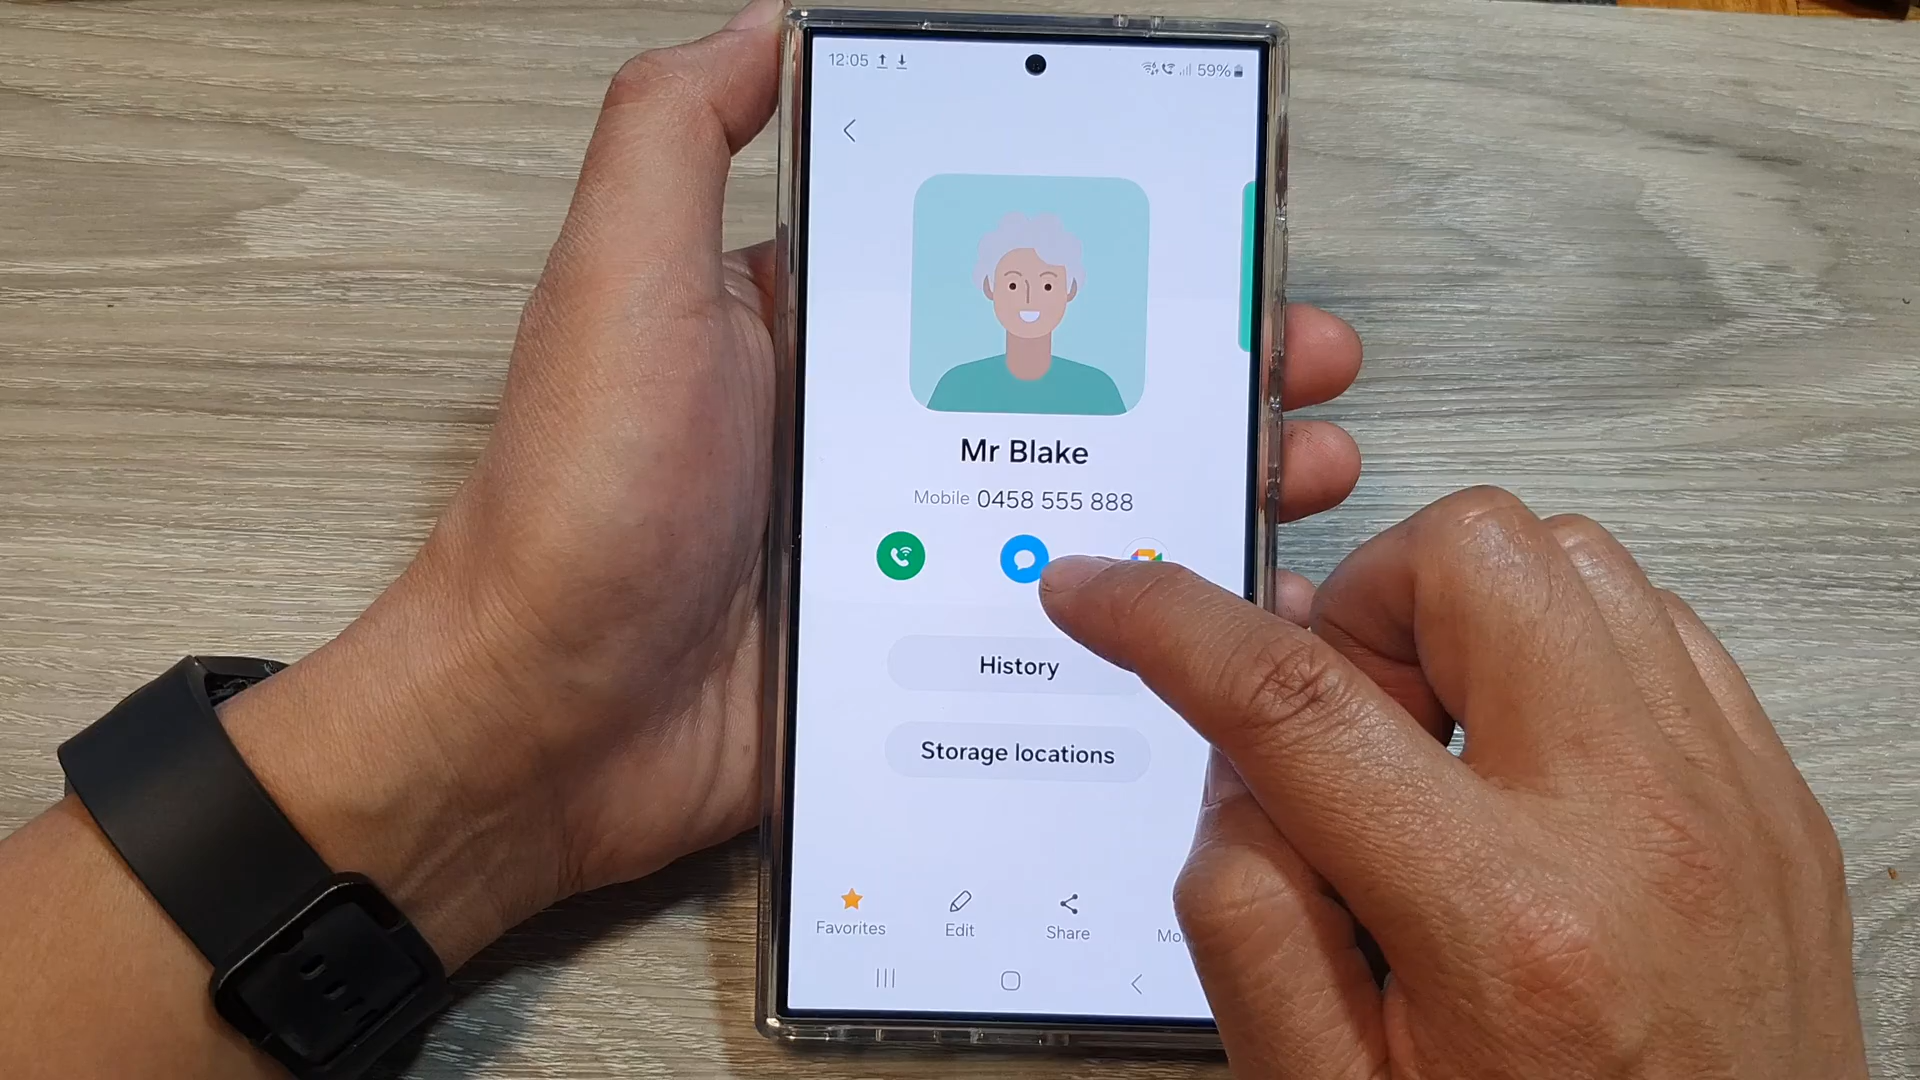 12:05
59%
Mr Blake
Mobile 0458 555 888
History
Storage locations
Favorites
Edit
Share